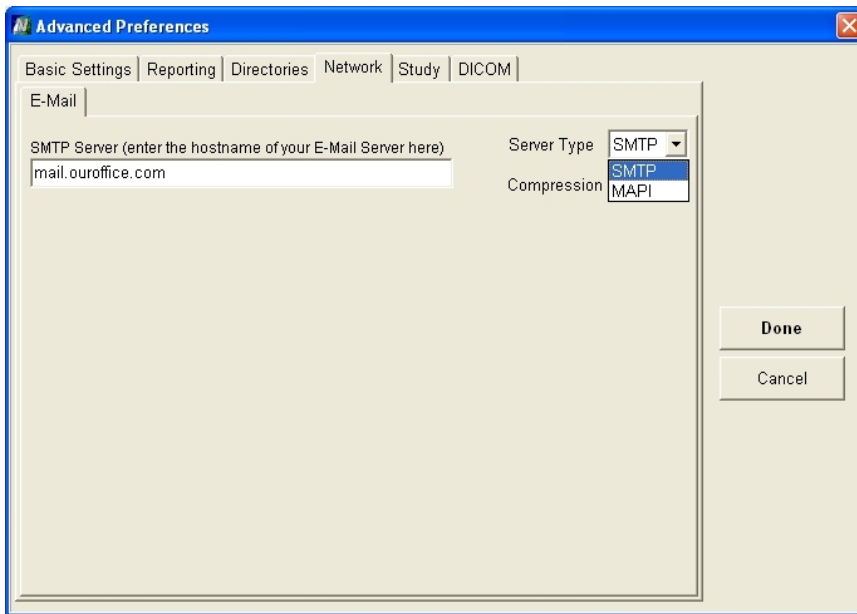 Advanced Preferences
Basic Settings Reporting Directories Network Study DICOM
E-Mail
SMTP Server (enter the hostname of your E-Mail Server here)
mail.ouroffice.com
Server Type SMTP
SMTP
Compression MAPI
Done
Cancel